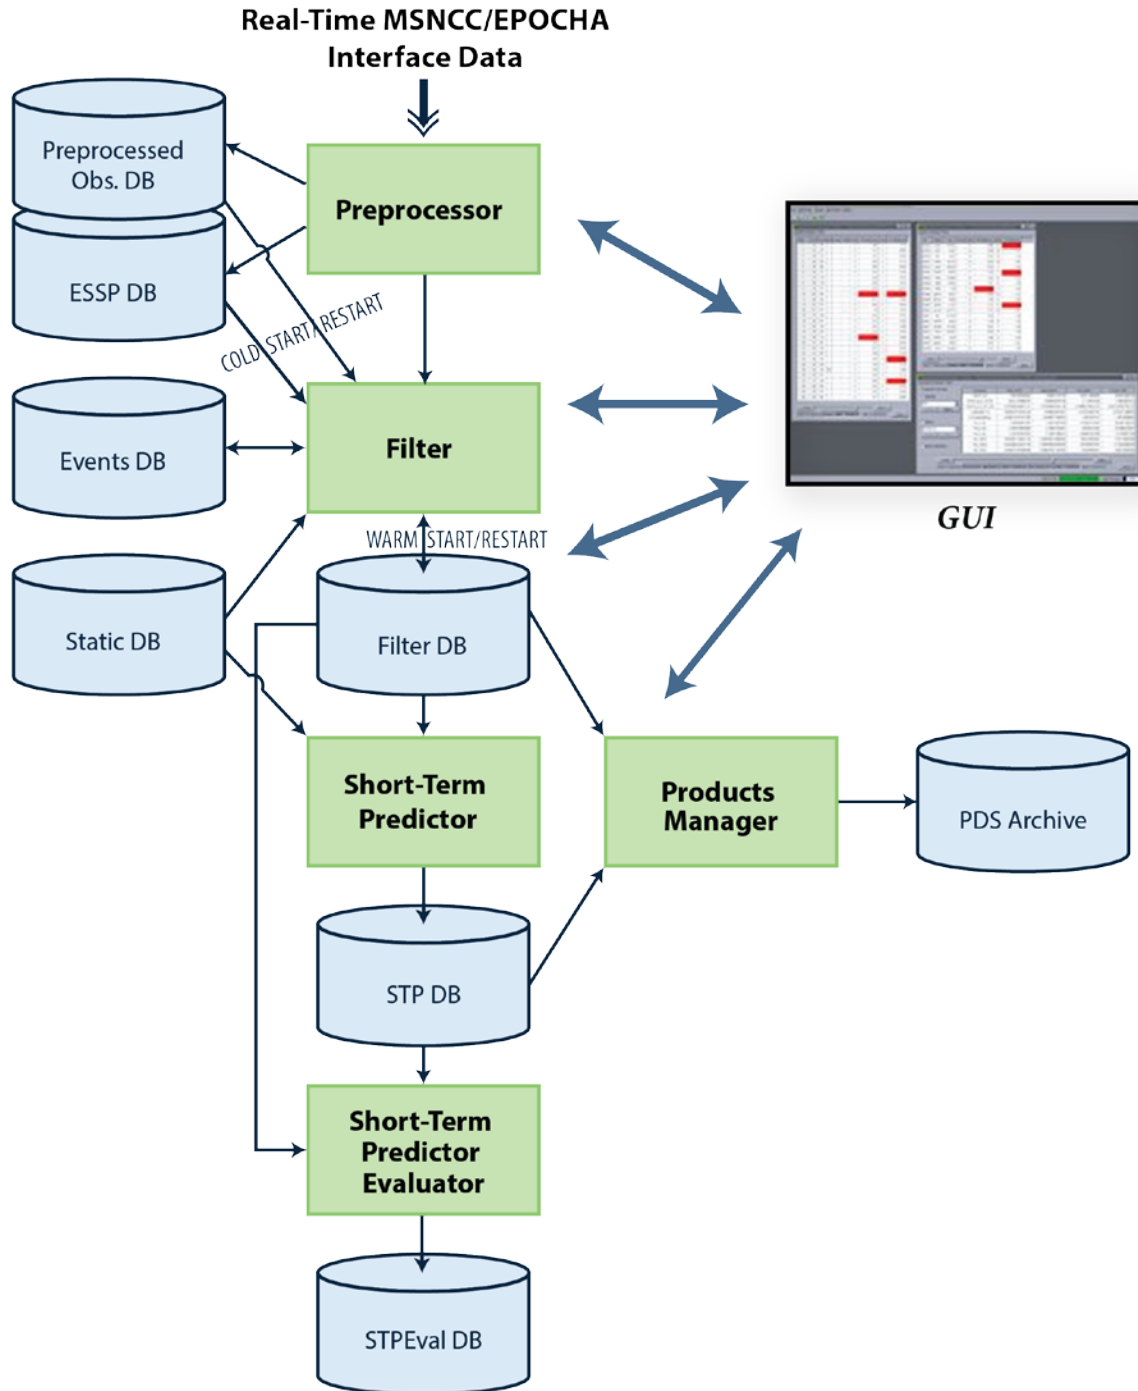 Real-Time MSNCC/EPOCHA
Interface Data
Preprocessed
Obs. DB
Preprocessor
ESSP DB
COLD START/RESTART
Filter
Events DB
GUI
WARM START/RESTART
Static DB
Filter DB
Short-Term
Predictor
Products
Manager
PDS Archive
STP DB
Short-Term
Predictor
Evaluator
STPEval DB